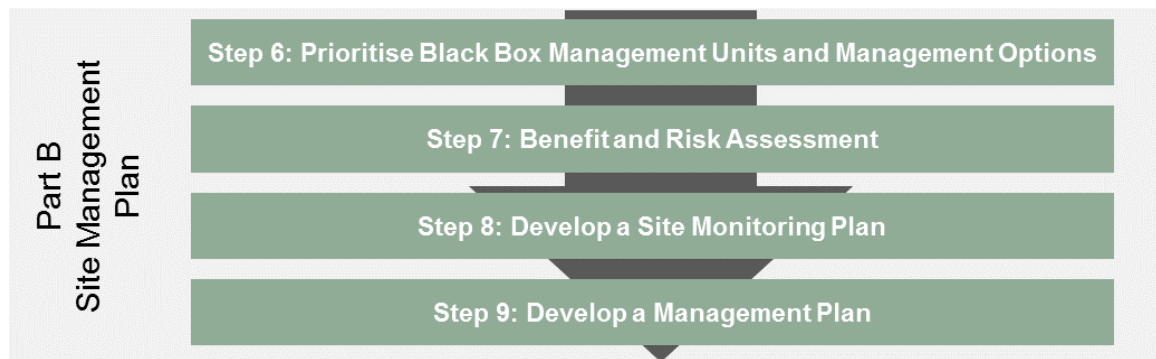 Part B
Site Management
Plan
Step 6: Prioritise Black Box Management Units and Management Options
Step 7: Benefit and Risk Assessment
Step 8: Develop a Site Monitoring Plan
Step 9: Develop a Management Plan